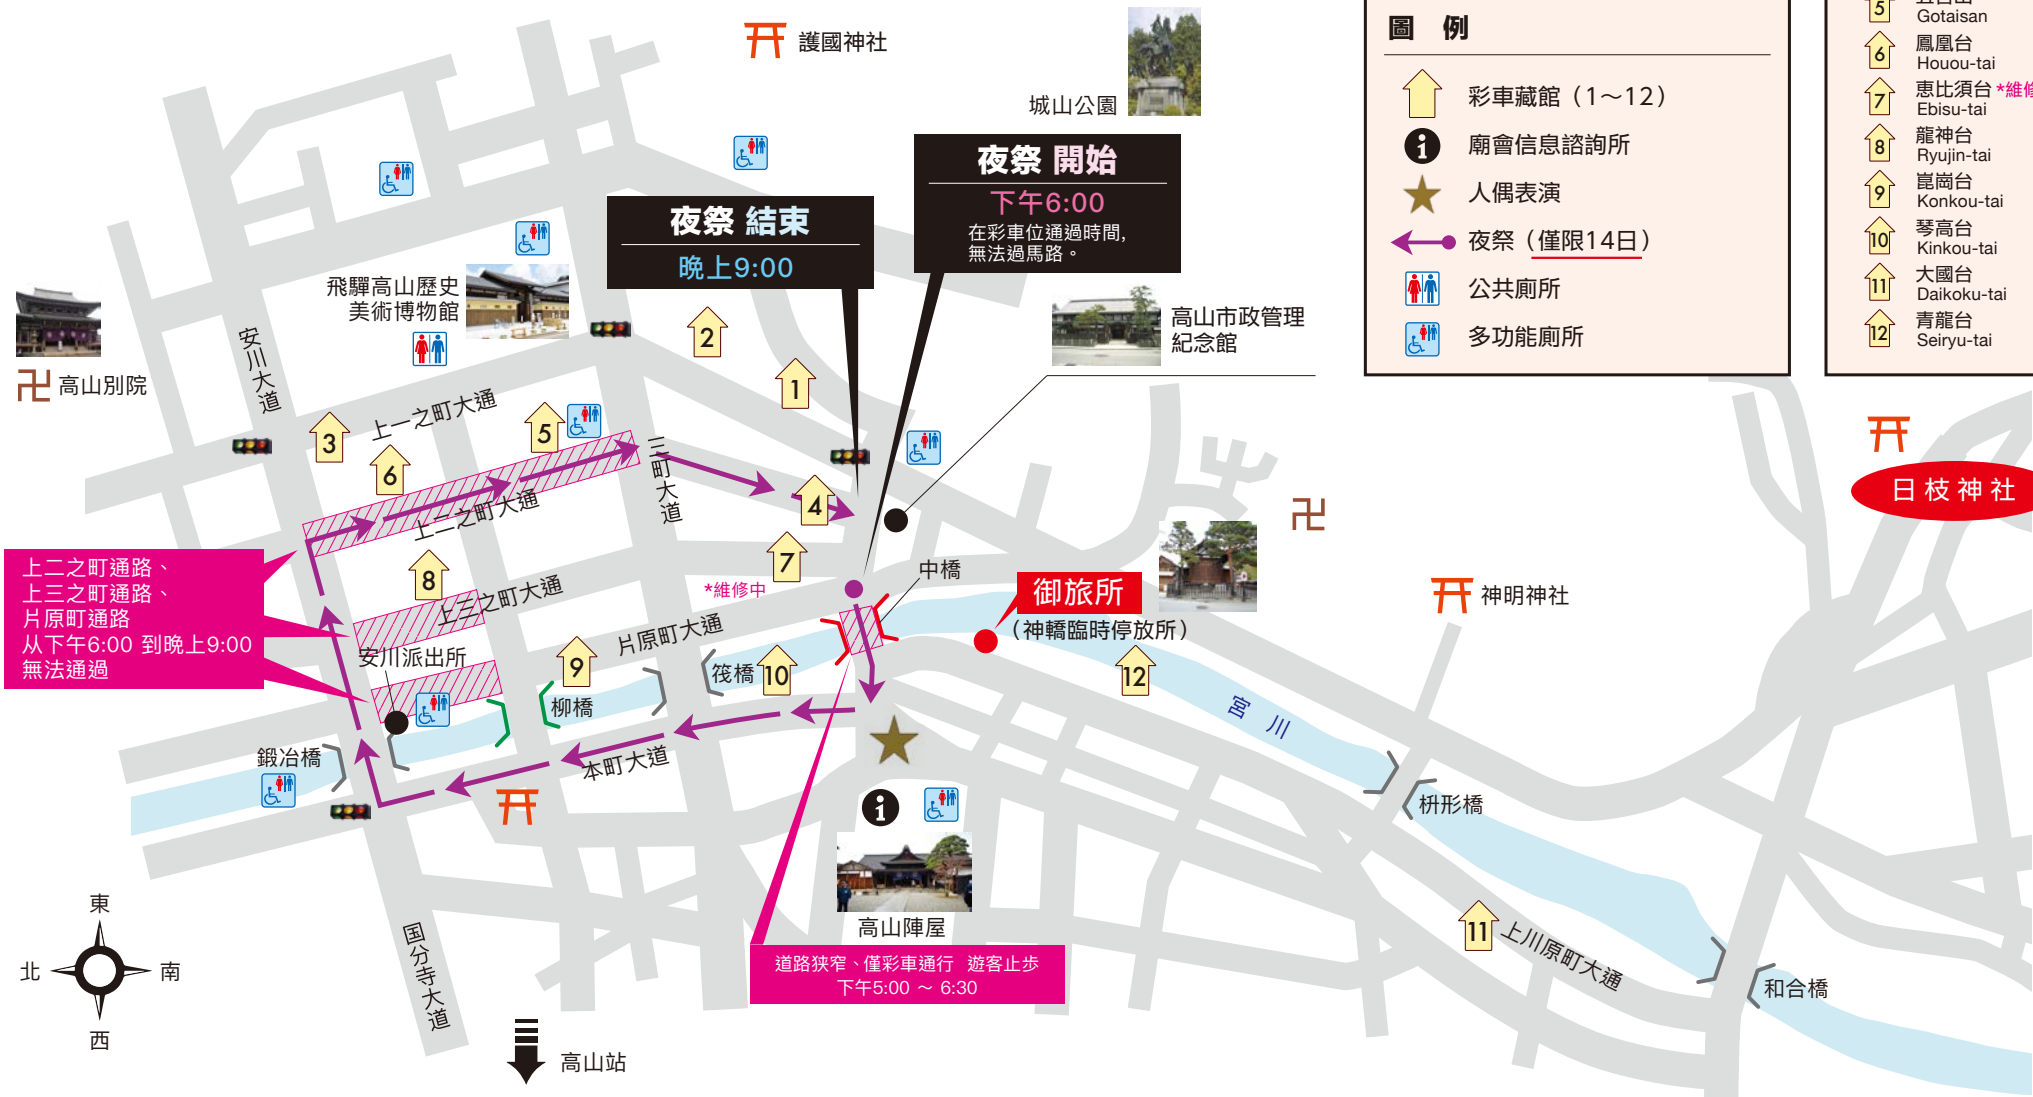 護國神社
城山公園
夜祭 開始
下午6:00
在彩車位通過時間,
無法過馬路。
夜祭 結束
晚上9:00
飛驒高山歷史
美術博物館
高山市政管理
紀念館
卍 高山別院
安川大道
上一之町大通
上二之町大通
上三之町大通
三町大道
片原町大通
1
2
3
4
5
6
7
*維修中
8
9
10
11
12
上二之町通路、
上三之町通路、
片原町通路
从下午6:00 到晚上9:00
無法通過
安川派出所
鍛冶橋
柳橋
筏橋
中橋
本町大道
御旅所
(神轎臨時停放所)
卍
神明神社
日枝神社
宮川
枡形橋
和合橋
上川原町大通
国分寺大道
高山陣屋
道路狹窄、僅彩車通行 遊客止步
下午5:00 ～ 6:30
高山站
東
北
南
西
圖 例
彩車藏館（1～12）
廟會信息諮詢所
人偶表演
夜祭（僅限14日）
公共廁所
多功能廁所
5
Gotaisan
6 鳳凰台
Houou-tai
7 恵比須台 *維
Ebisu-tai
8 龍神台
Ryujin-tai
9 崑崗台
Konkou-tai
10 琴高台
Kinkou-tai
11 大國台
Daikoku-tai
12 青龍台
Seiryu-tai